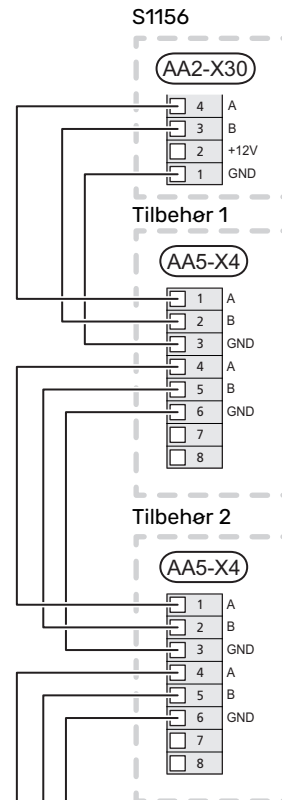 S1156
AA2-X30
4 A
3 B
2 +12V
1 GND
Tilbehør 1
AA5-X4
1 A
2 B
3 GND
4 A
5 B
6 GND
7
8
Tilbehør 2
AA5-X4
1 A
2 B
3 GND
4 A
5 B
6 GND
7
8